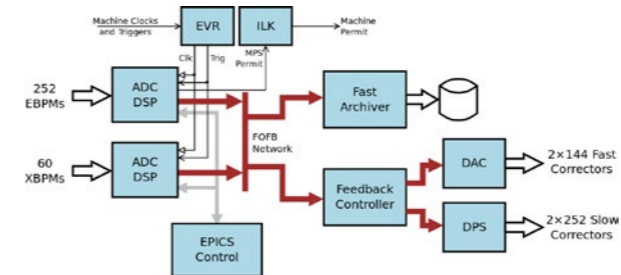 Machine Clocks
and Triggers
EVR
ILK
Machine
Permit
Clk
Trig
MPS
Permit
252
EBPMs
ADC
DSP
Fast
Archiver
FOFB
Network
60
XBPMs
ADC
DSP
Feedback
Controller
DAC
2×144 Fast
Correctors
DPS
2×252 Slow
Correctors
EPICS
Control